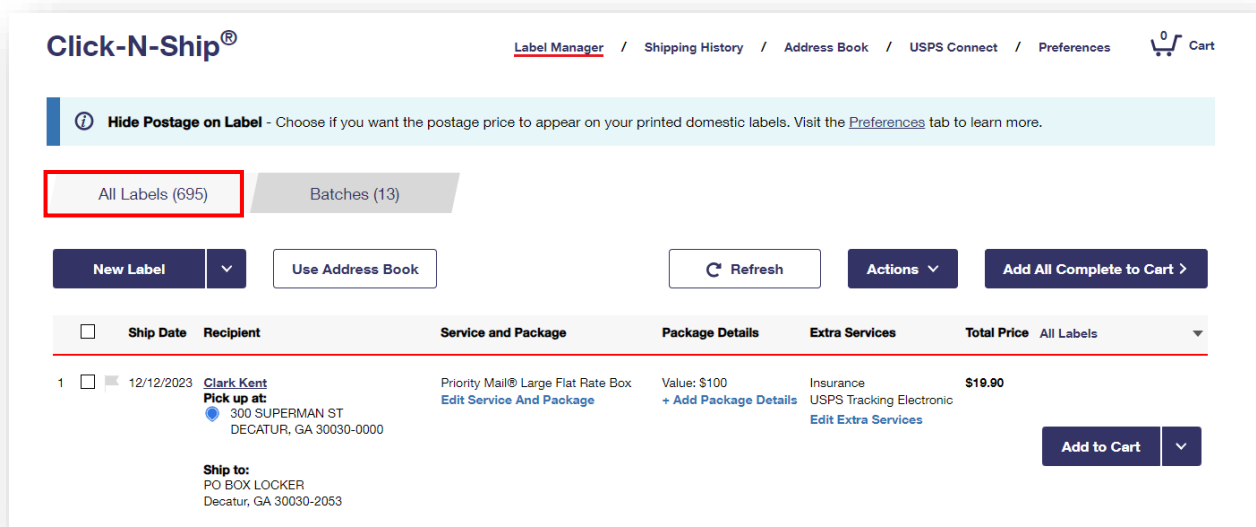 Click-N-Ship®
Label Manager / Shipping History / Address Book / USPS Connect / Preferences 0 Cart
Hide Postage on Label - Choose if you want the postage price to appear on your printed domestic labels. Visit the Preferences tab to learn more.
All Labels (695) Batches (13)
New Label Use Address Book Refresh Actions Add All Complete to Cart >
Ship Date Recipient Service and Package Package Details Extra Services Total Price All Labels
1 12/12/2023 Clark Kent Priority Mail® Large Flat Rate Box Value: $100 Insurance $19.90
Pick up at: Edit Service And Package + Add Package Details USPS Tracking Electronic
300 SUPERMAN ST Edit Extra Services
DECATUR, GA 30030-0000
Add to Cart
Ship to:
PO BOX LOCKER
Decatur, GA 30030-2053